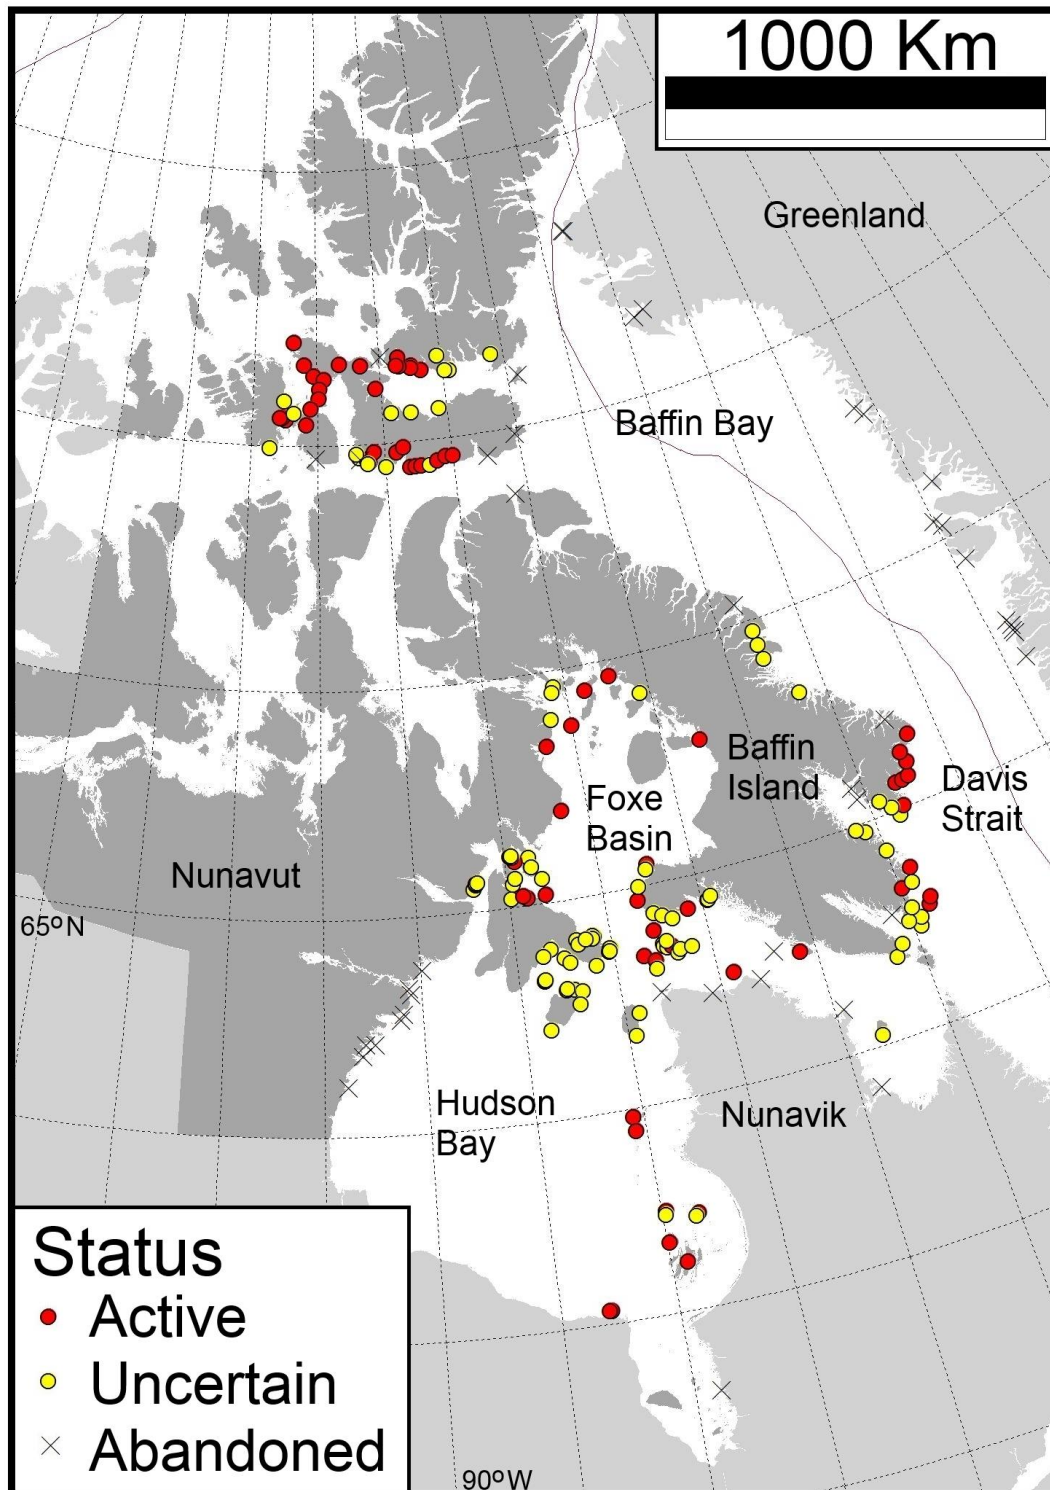 1000 Km
Greenland
Baffin Bay
Baffin
Island
Davis
Strait
Foxe
Basin
Nunavut
65ºN
Hudson
Bay
Nunavik
Status
Active
Uncertain
Abandoned
90ºW